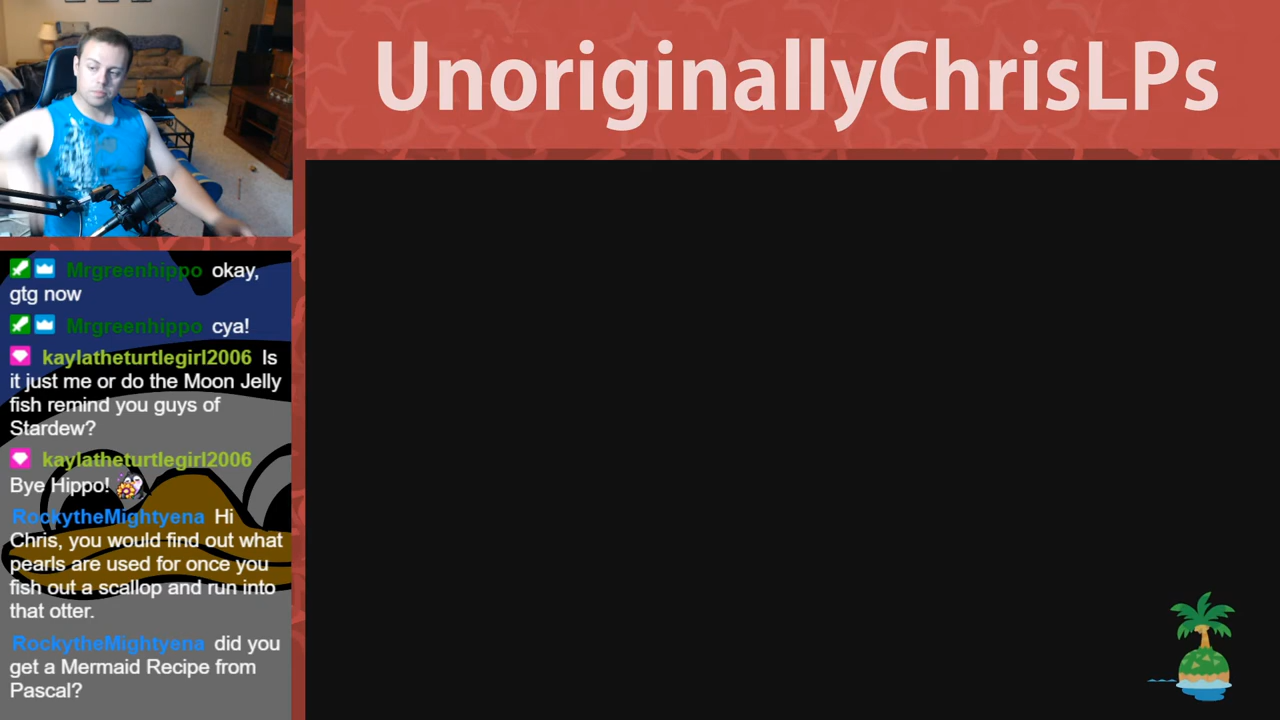 UnoriginallyChrisLPs
Mrgreenhippo okay,
gtg now
Mrgreenhippo cya!
kaylatheturtlegirl2006 Is
it just me or do the Moon Jelly
fish remind you guys of
Stardew?
kaylatheturtlegirl2006
Bye Hippo!
RockytheMightyena Hi
Chris, you would find out what
pearls are used for once you
fish out a scallop and run into
that otter.
RockytheMightyena did you
get a Mermaid Recipe from
Pascal?